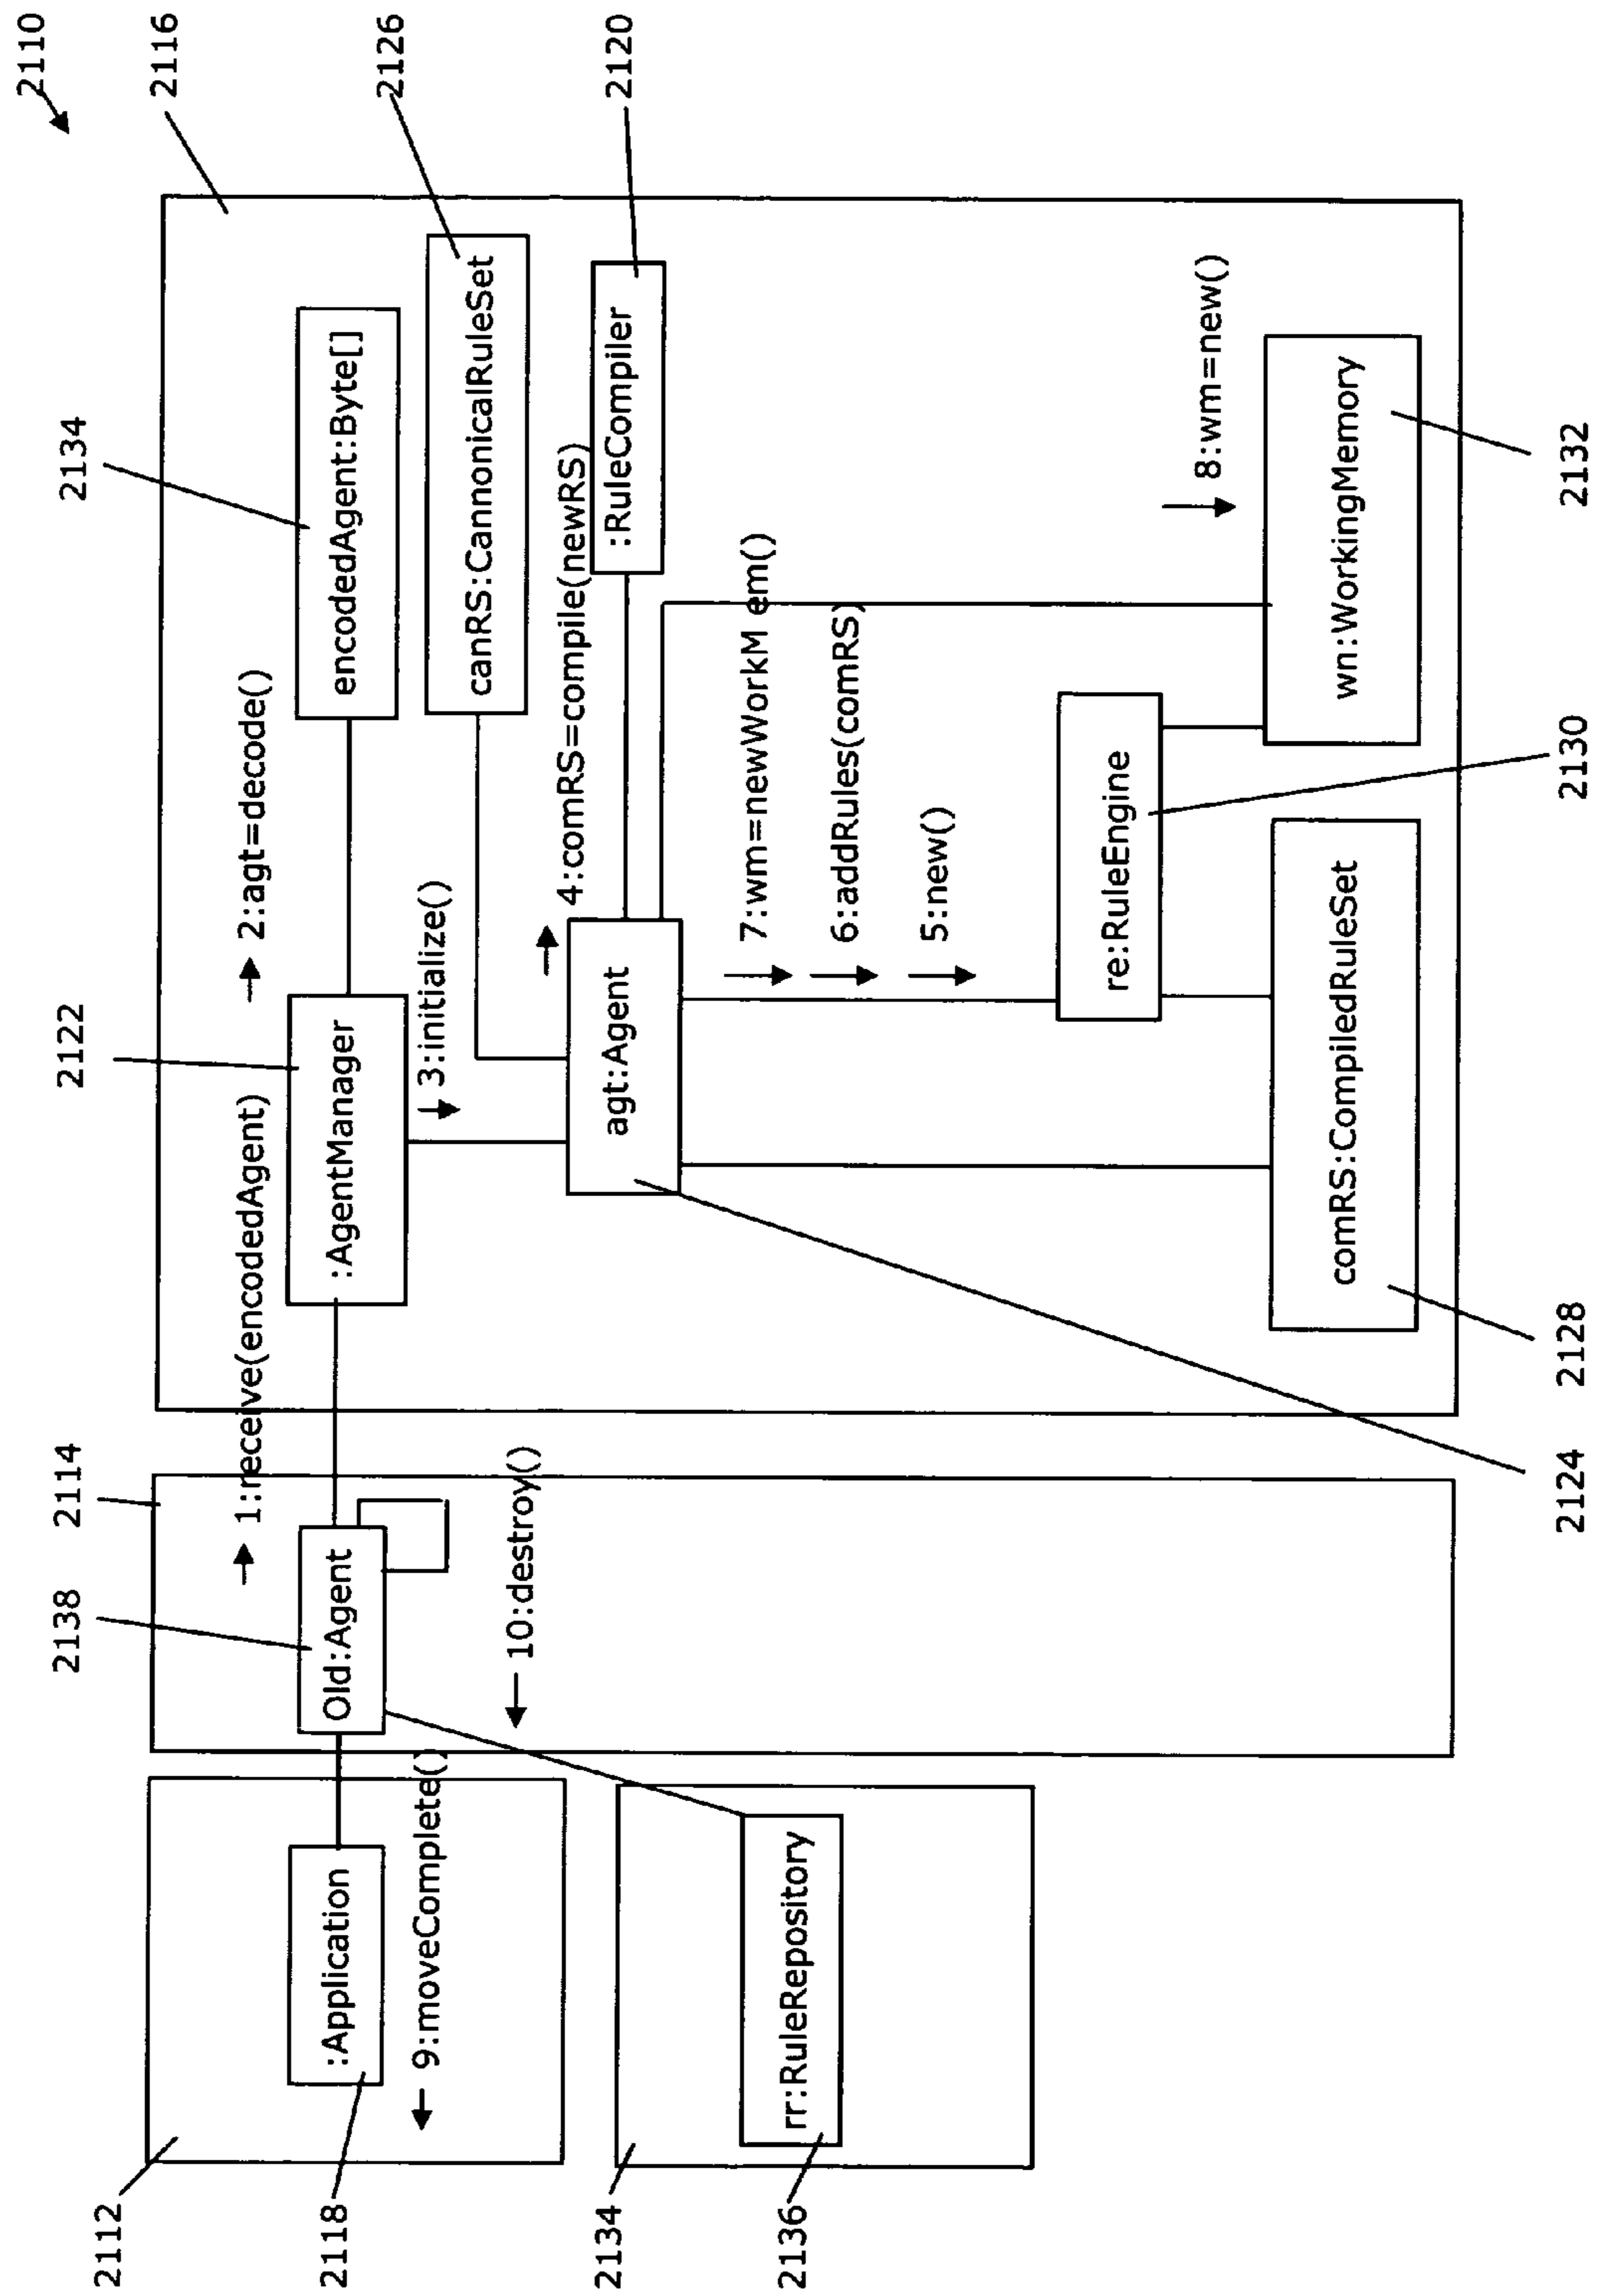 2110
2116
2126
2120
2134
encodedAgent:Byte[]
canRS:CannonicalRuleSet
:RuleCompiler
2122
2:agt=decode()
:AgentManager
3:initialize()
4:comRS=compile(newRS)
agt:Agent
7:wm=newWorkM em()
6:addRules(comRS)
5:new()
8:wm=new()
re:RuleEngine
wn:WorkingMemory
comRS:CompiledRuleSet
2132
2130
2128
2124
2114
2138
1:receive(encodedAgent)
Old:Agent
10:destroy()
:Application
9:moveComplete()
rr:RuleRepository
2112
2118
2134
2136